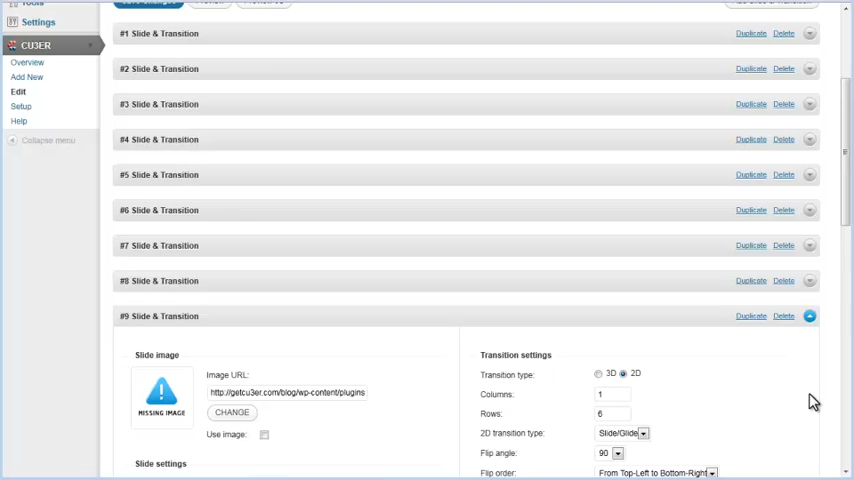 Tools
Settings
CU3ER
Overview
Add New
Edit
Setup
Help
Collapse menu
#1 Slide & Transition Duplicate Delete
#2 Slide & Transition Duplicate Delete
#3 Slide & Transition Duplicate Delete
#4 Slide & Transition Duplicate Delete
#5 Slide & Transition Duplicate Delete
#6 Slide & Transition Duplicate Delete
#7 Slide & Transition Duplicate Delete
#8 Slide & Transition Duplicate Delete
#9 Slide & Transition Duplicate Delete
Slide image
MISSING IMAGE
Image URL:
http://getcu3er.com/blog/wp-content/plugins
CHANGE
Use image:
Slide settings
Transition settings
Transition type: 3D 2D
Columns: 1
Rows: 6
2D transition type: Slide/Glide
Flip angle: 90
Flip order: From Top-Left to Bottom-Right